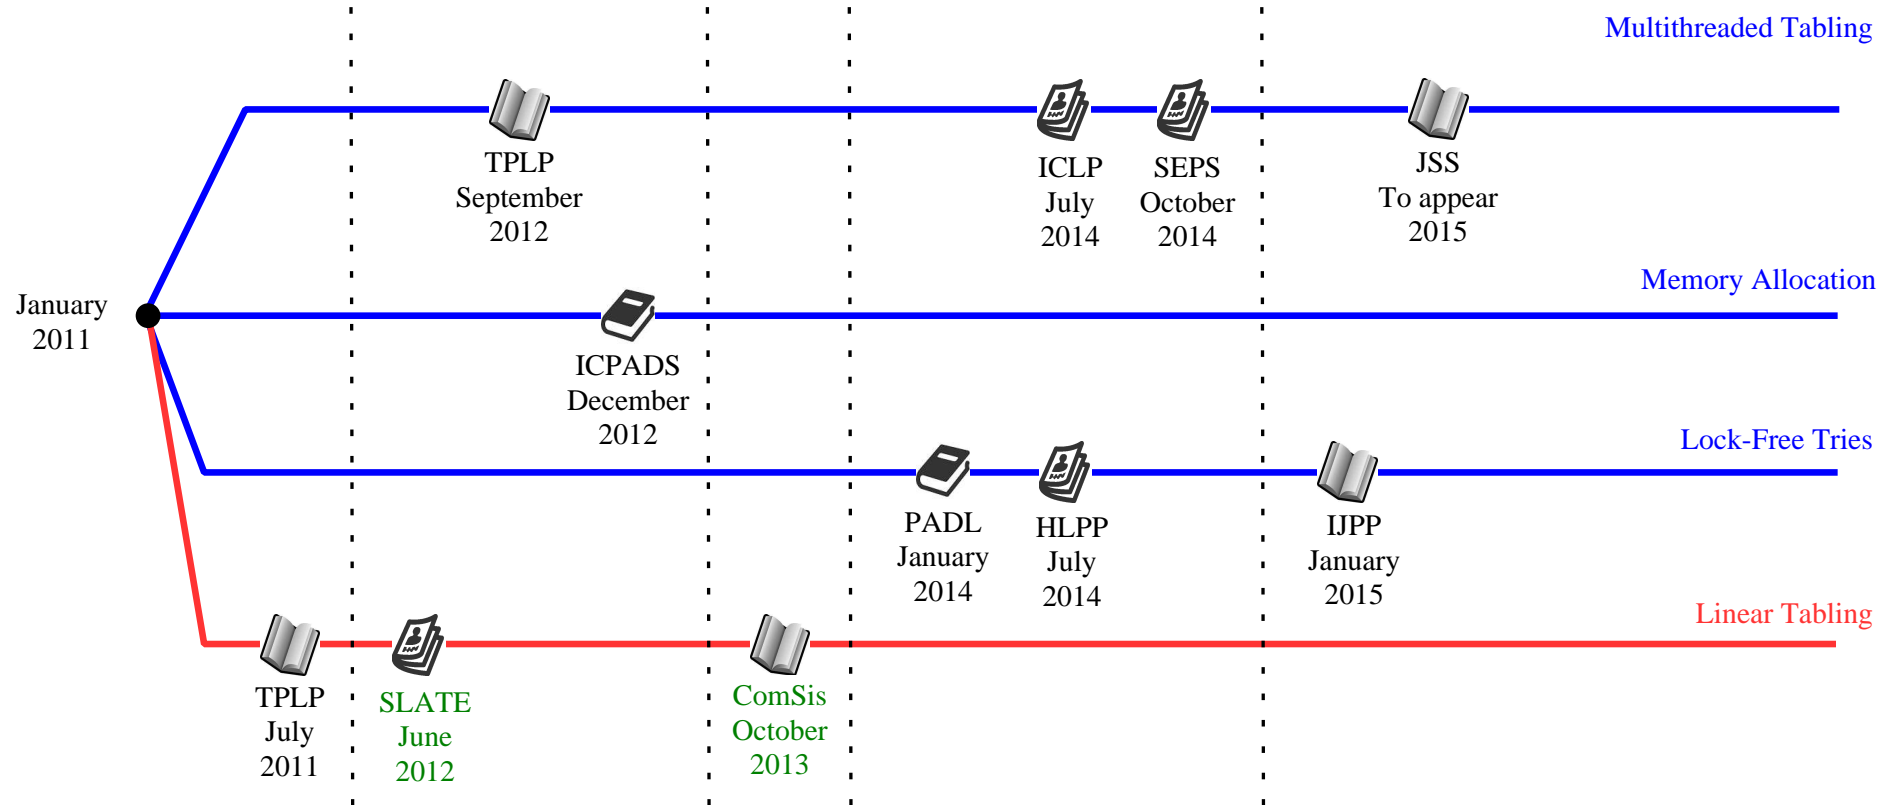 Multithreaded Tabling
TPLP
September
2012
ICLP
July
2014
SEPS
October
2014
JSS
To appear
2015
Memory Allocation
January
2011
ICPADS
December
2012
Lock-Free Tries
PADL
January
2014
HLPP
July
2014
IJPP
January
2015
Linear Tabling
TPLP
July
2011
SLATE
June
2012
ComSis
October
2013